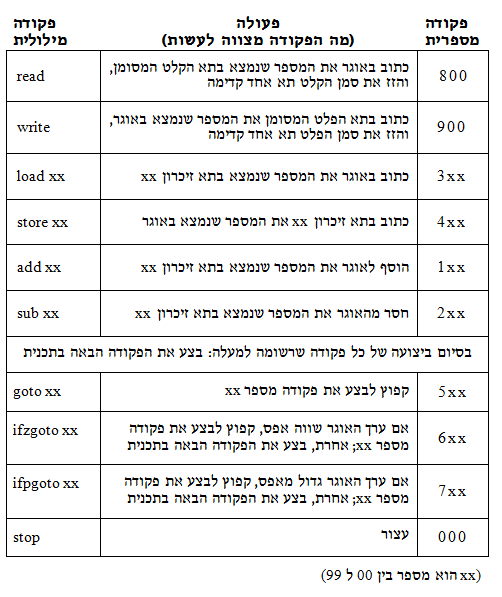 פקודה מספרית
פעולה
(מה הפקודה מצווה לעשות)
פקודה מילולית
800
כתוב באוגר את המספר שנמצא בתא הקלט המסומן,
והזז את סמן הקלט תא אחד קדימה
read
900
כתוב בתא הפלט המסומן את המספר שנמצא באוגר,
והזז את סמן הפלט תא אחד קדימה
write
3xx
כתוב באוגר את המספר שנמצא בתא זיכרון xx
load xx
4xx
כתוב בתא זיכרון xx את המספר שנמצא באוגר
store xx
1xx
הוסף לאוגר את המספר שנמצא בתא זיכרון xx
add xx
2xx
חסר מהאוגר את המספר שנמצא בתא זיכרון xx
sub xx
בסיום ביצועה של כל פקודה שרשומה למעלה: בצע את הפקודה הבאה בתכנית
5xx
קפוץ לבצע את פקודה מספר xx
goto xx
6xx
אם ערך האוגר שווה אפס, קפוץ לבצע את פקודה
מספר xx; אחרת, בצע את הפקודה הבאה בתכנית
ifzgoto xx
7xx
אם ערך האוגר גדול מאפס, קפוץ לבצע את פקודה
מספר xx; אחרת, בצע את הפקודה הבאה בתכנית
ifpgoto xx
000
עצור
stop
(xx הוא מספר בין 00 ל 99)